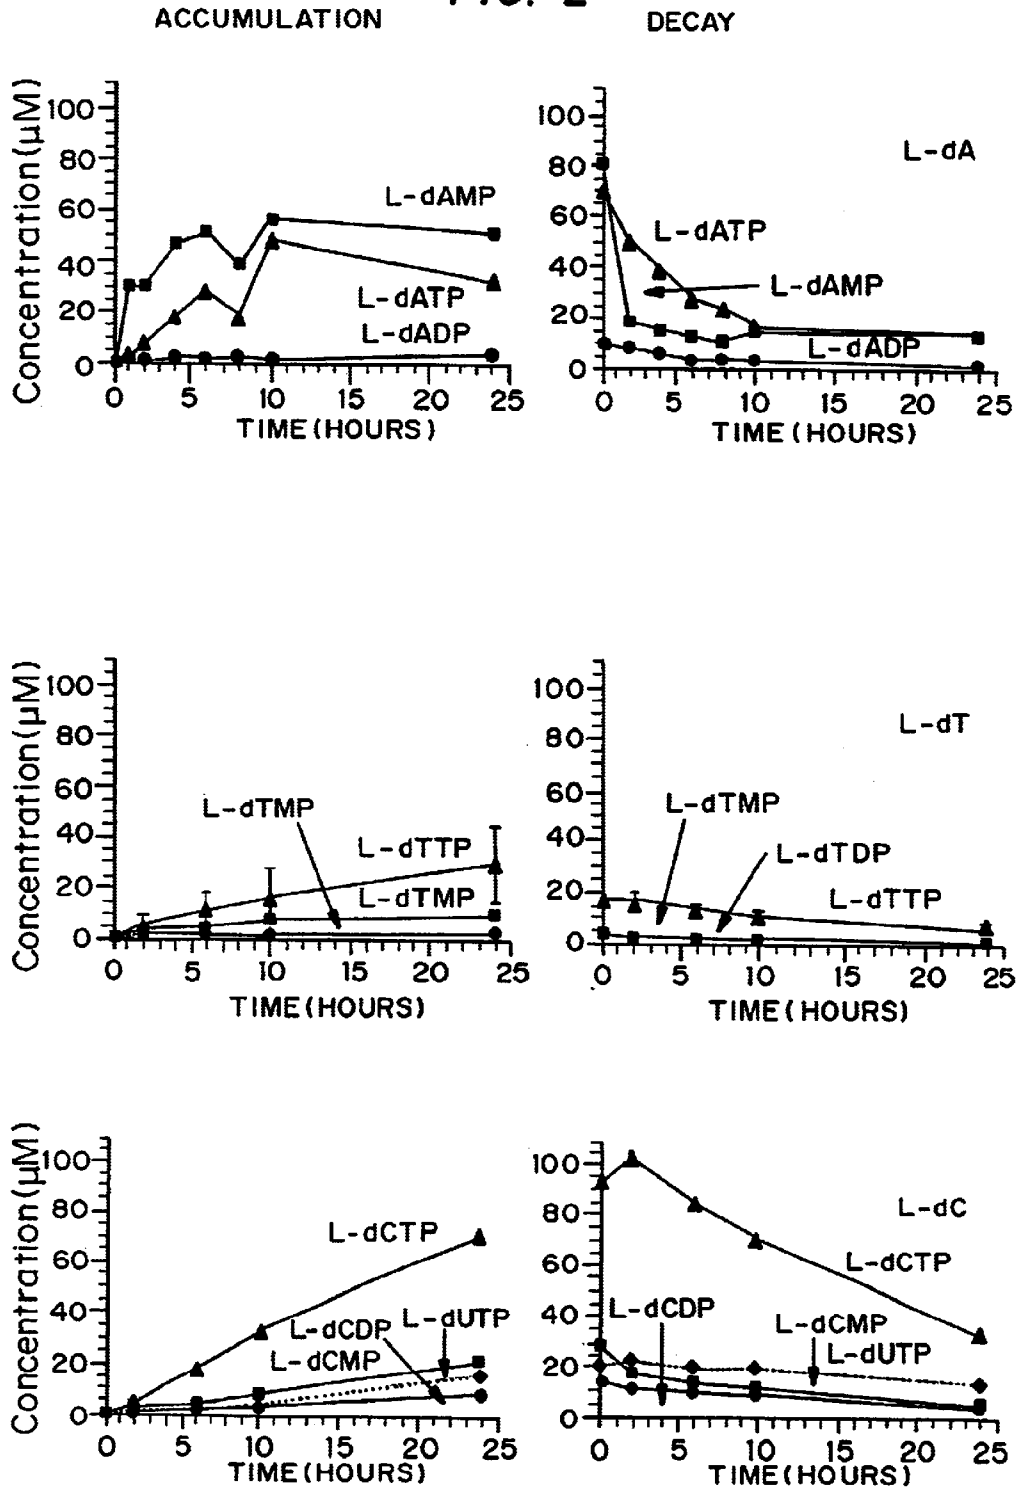 FIG. 2
ACCUMULATION
DECAY
Concentration (μM)
100
80
60
40
20
0
L-dAMP
L-dATP
L-dADP
0 5 10 15 20 25
TIME (HOURS)
100
80
60
40
20
0
L-dA
L-dATP
L-dAMP
L-dADP
0 5 10 15 20 25
TIME (HOURS)
Concentration (μM)
100
80
60
40
20
0
L-dTMP
L-dTTP
L-dTMP
0 5 10 15 20 25
TIME (HOURS)
100
80
60
40
20
0
L-dT
L-dTMP
L-dTDP
L-dTTP
0 5 10 15 20 25
TIME (HOURS)
Concentration (μM)
100
80
60
40
20
0
L-dCTP
L-dUTP
L-dCDP
L-dCMP
0 5 10 15 20 25
TIME (HOURS)
100
80
60
40
20
0
L-dC
L-dCTP
L-dCDP
L-dCMP
L-dUTP
0 5 10 15 20 25
TIME (HOURS)